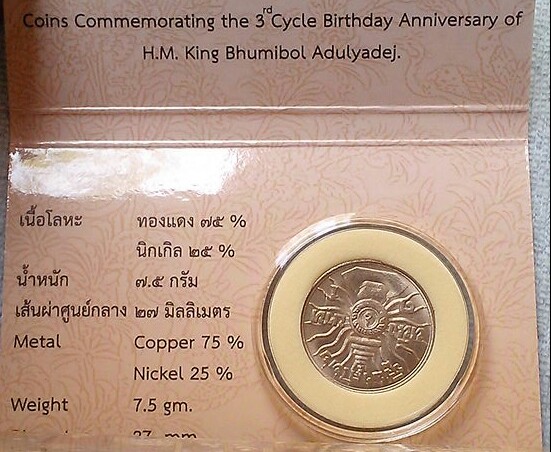 Coins Commemorating the 3rd Cycle Birthday Anniversary of
H.M. King Bhumibol Adulyadej.
เนื้อโลหะ ทองแดง ๗๕ %
นิกเกิล ๒๕ %
น้ำหนัก ๗.๕ กรัม
เส้นผ่าศูนย์กลาง ๒๗ มิลลิเมตร
Metal Copper 75 %
Nickel 25 %
Weight 7.5 gm.
27 mm